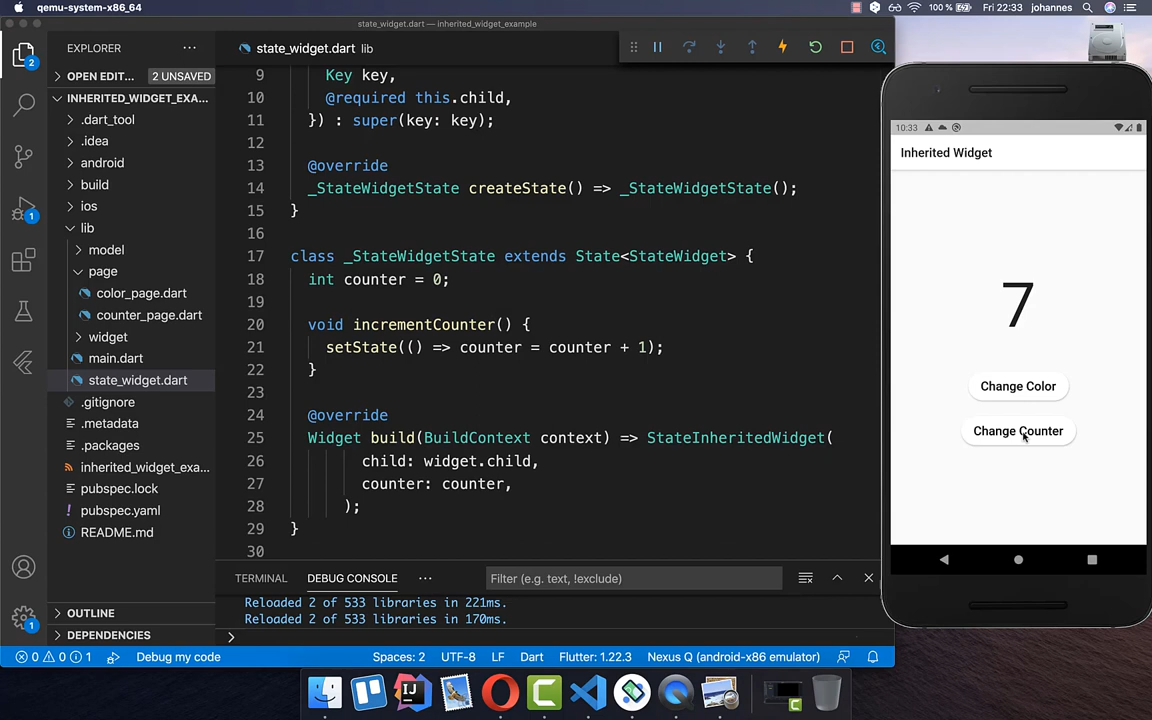 qemu-system-x86_64
100 %
Fri 22:33 johannes
state_widget.dart — inherited_widget_example
EXPLORER
OPEN EDIT... 2 UNSAVED
INHERITED_WIDGET_EXA...
.dart_tool
.idea
android
build
ios
lib
model
page
color_page.dart
counter_page.dart
widget
main.dart
state_widget.dart
.gitignore
.metadata
.packages
inherited_widget_exa...
pubspec.lock
pubspec.yaml
README.md
OUTLINE
DEPENDENCIES
2
1
1
state_widget.dart lib
9 Key key,
10 @required this.child,
11 }) : super(key: key);
12
13 @override
14 _StateWidgetState createState() => _StateWidgetState();
15 }
16
17 class _StateWidgetState extends State<StateWidget> {
18 int counter = 0;
19
20 void incrementCounter() {
21 setState(() => counter = counter + 1);
22 }
23
24 @override
25 Widget build(BuildContext context) => StateInheritedWidget(
26 child: widget.child,
27 counter: counter,
28 );
29 }
30
TERMINAL DEBUG CONSOLE ... Filter (e.g. text, !exclude)
Reloaded 2 of 533 libraries in 221ms.
Reloaded 2 of 533 libraries in 170ms.
0 0 1 Debug my code Spaces: 2 UTF-8 LF Dart Flutter: 1.22.3 Nexus Q (android-x86 emulator)
10:33
Inherited Widget
7
Change Color
Change Counter